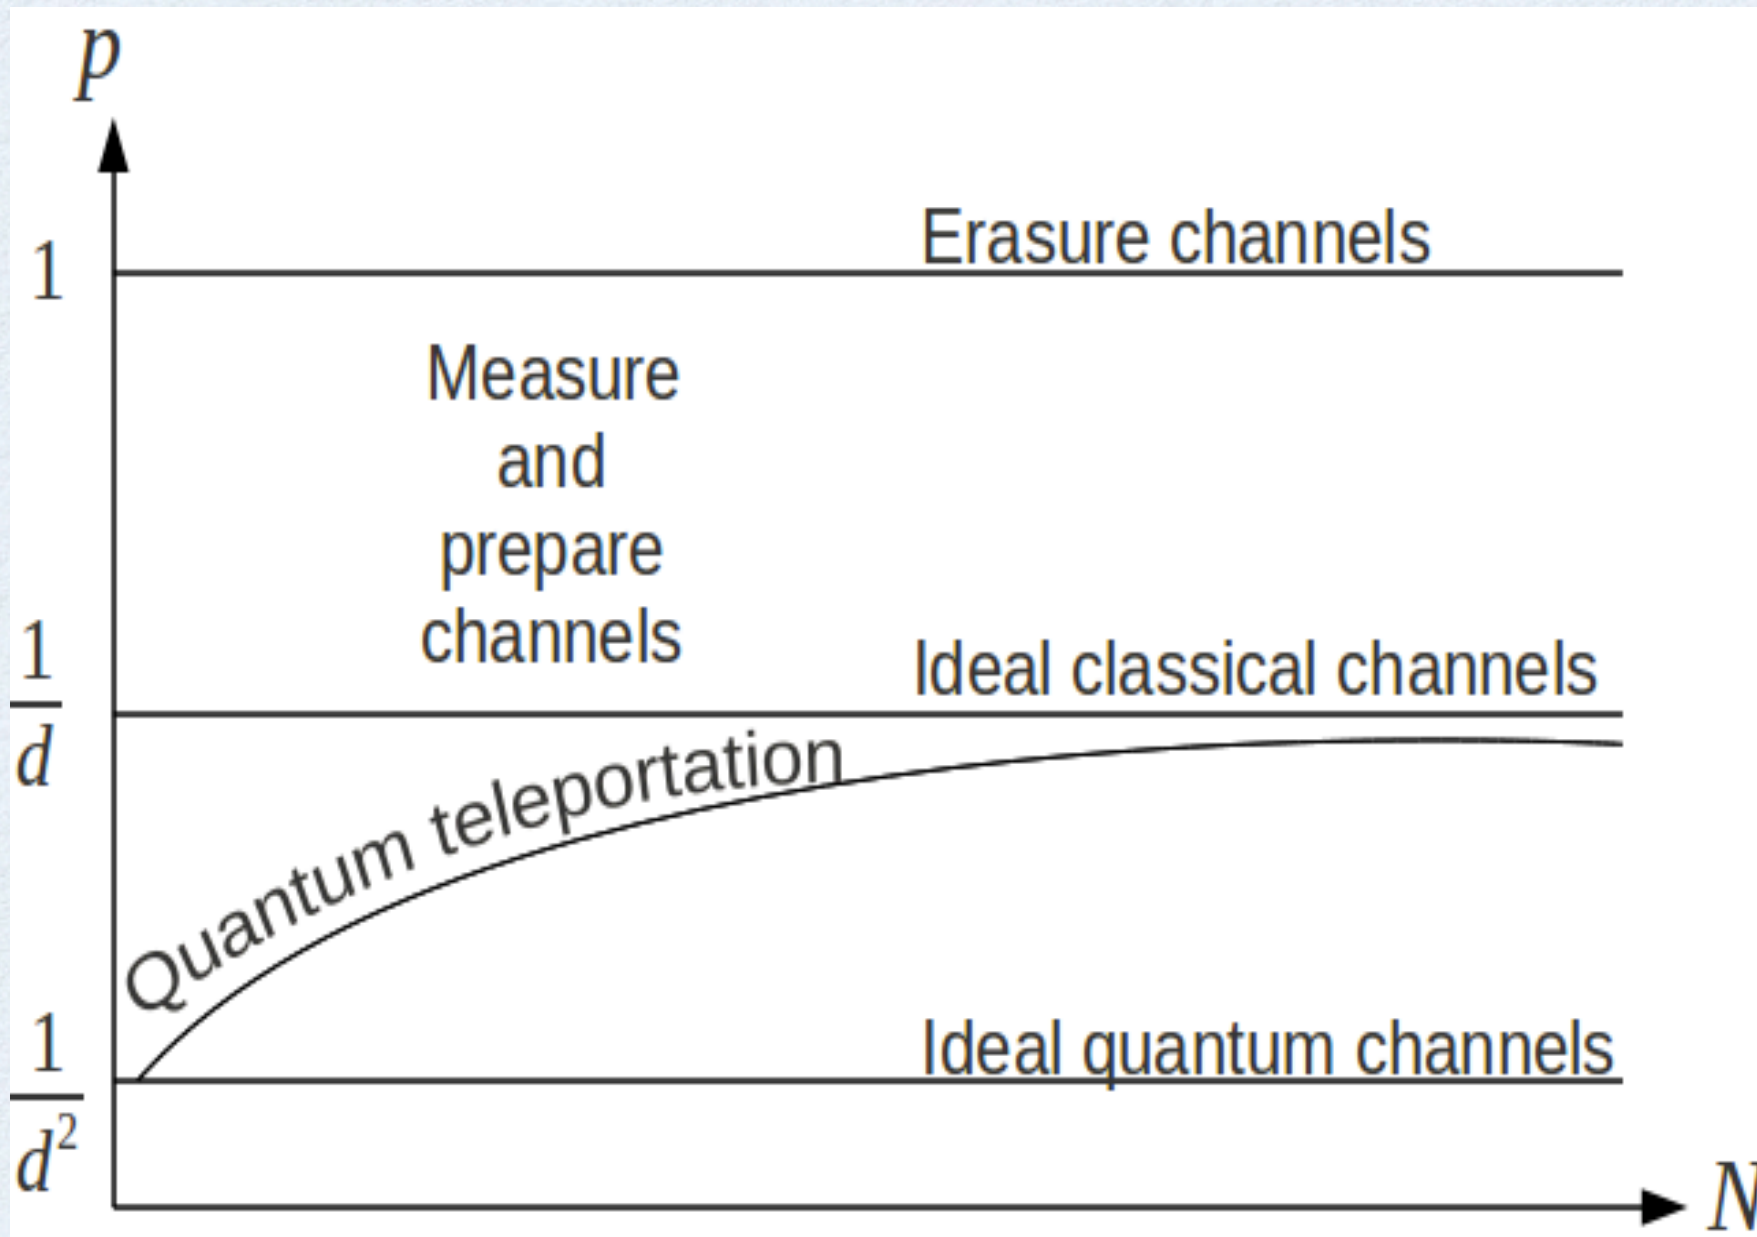 p
1
Erasure channels
Measure
and
prepare
channels
1
d
Ideal classical channels
Quantum teleportation
1
d²
Ideal quantum channels
N